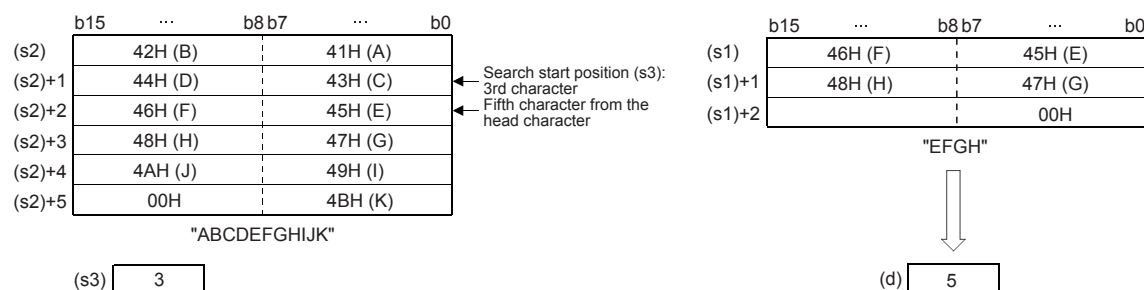 b15 ··· b8 b7 ··· b0
(s2) 42H (B) 41H (A)
(s2)+1 44H (D) 43H (C)
(s2)+2 46H (F) 45H (E)
(s2)+3 48H (H) 47H (G)
(s2)+4 4AH (J) 49H (I)
(s2)+5 00H 4BH (K)
"ABCDEFGHIJK"
Search start position (s3):
3rd character
Fifth character from the
head character
(s3) 3
b15 ··· b8 b7 ··· b0
(s1) 46H (F) 45H (E)
(s1)+1 48H (H) 47H (G)
(s1)+2 00H
"EFGH"
(d) 5